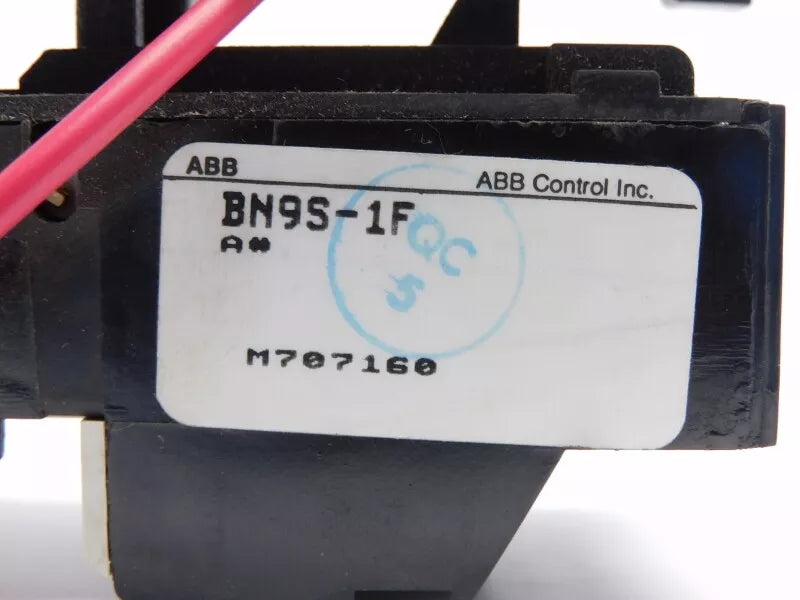 ABB
ABB Control Inc.
BN9S-1F
QC
5
M707160